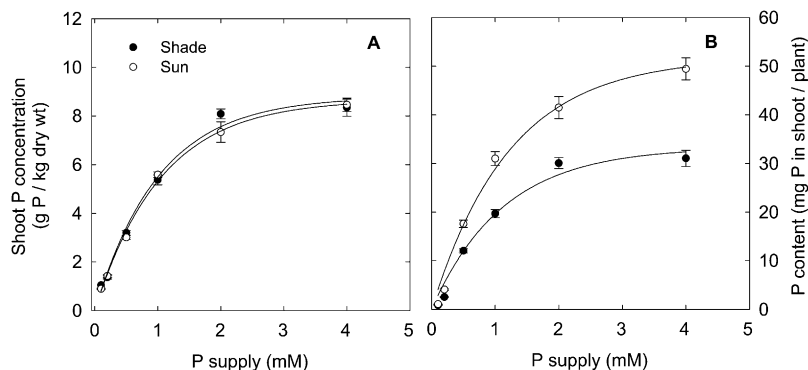 12
10
8
6
4
2
0
Shoot P concentration
(g P / kg dry wt)
Shade
Sun
A
0 1 2 3 4 5
P supply (mM)
B
0 1 2 3 4 5
P supply (mM)
60
50
40
30
20
10
0
P content (mg P in shoot / plant)